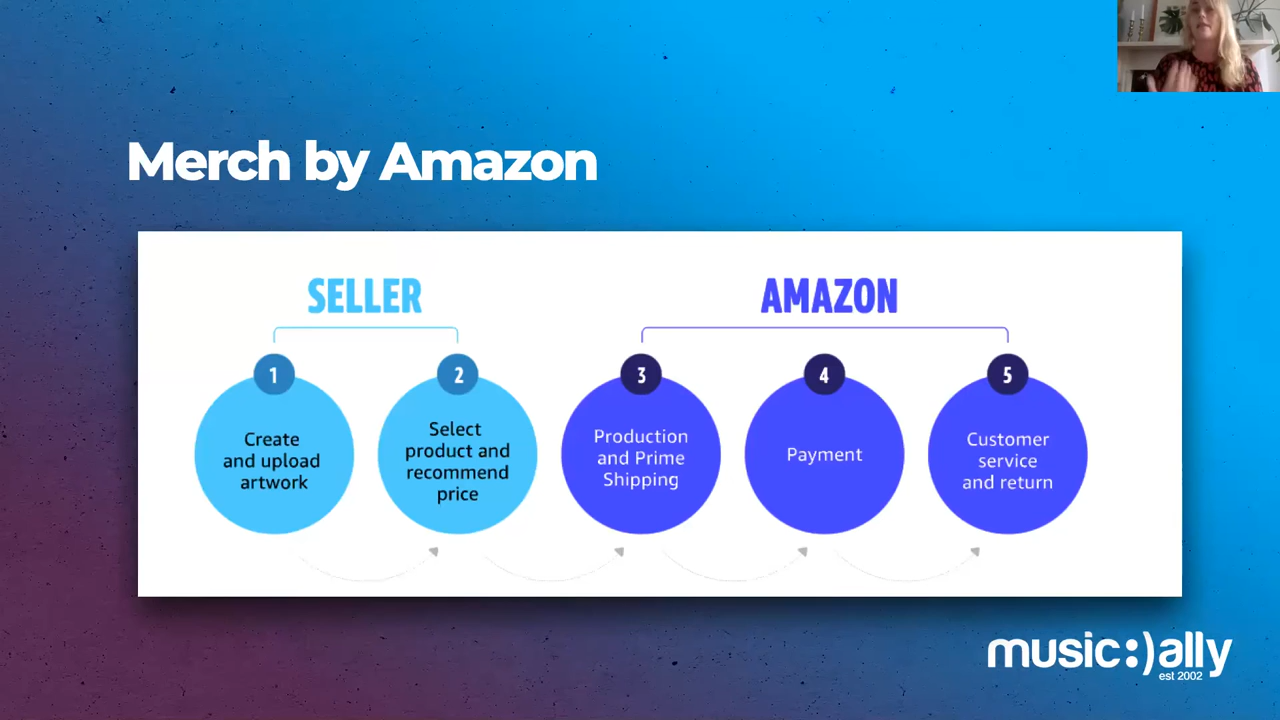 Merch by Amazon
SELLER
AMAZON
1
2
3
4
5
Create
and upload
artwork
Select
product and
recommend
price
Production
and Prime
Shipping
Payment
Customer
service
and return
music:)ally
est 2002